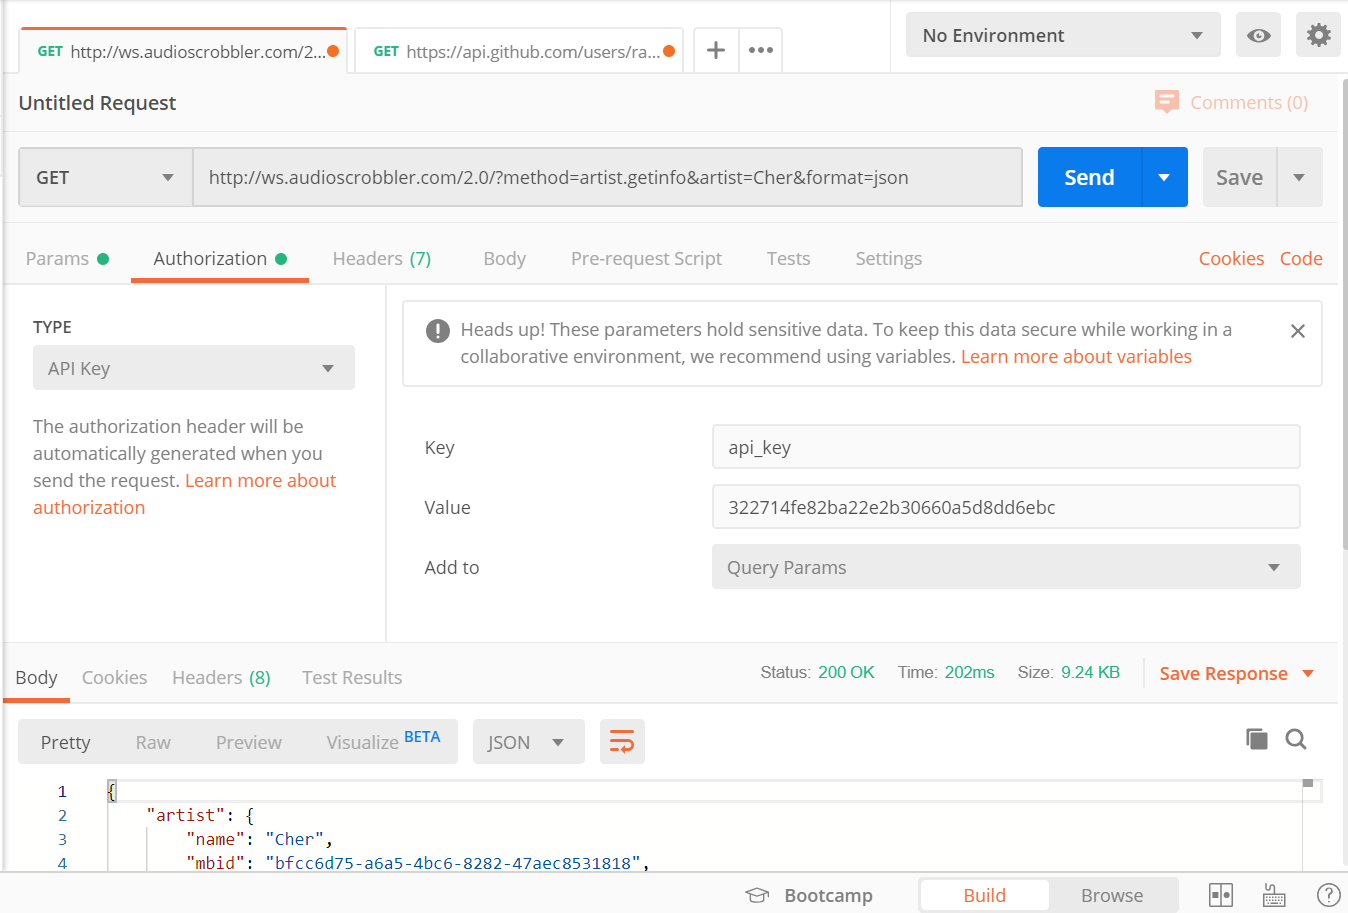 GET http://ws.audioscrobbler.com/2...
GET https://api.github.com/users/ra...
No Environment
Untitled Request
Comments (0)
GET
http://ws.audioscrobbler.com/2.0/?method=artist.getinfo&artist=Cher&format=json
Send
Save
Params Authorization Headers (7) Body Pre-request Script Tests Settings Cookies Code
TYPE
API Key
The authorization header will be
automatically generated when you
send the request. Learn more about
authorization
Heads up! These parameters hold sensitive data. To keep this data secure while working in a
collaborative environment, we recommend using variables. Learn more about variables
Key api_key
Value 322714fe82ba22e2b30660a5d8dd6ebc
Add to Query Params
Body Cookies Headers (8) Test Results Status: 200 OK Time: 202ms Size: 9.24 KB Save Response
Pretty Raw Preview Visualize BETA JSON
1 {
2 "artist": {
3 "name": "Cher",
4 "mbid": "bfcc6d75-a6a5-4bc6-8282-47aec8531818",
Bootcamp Build Browse